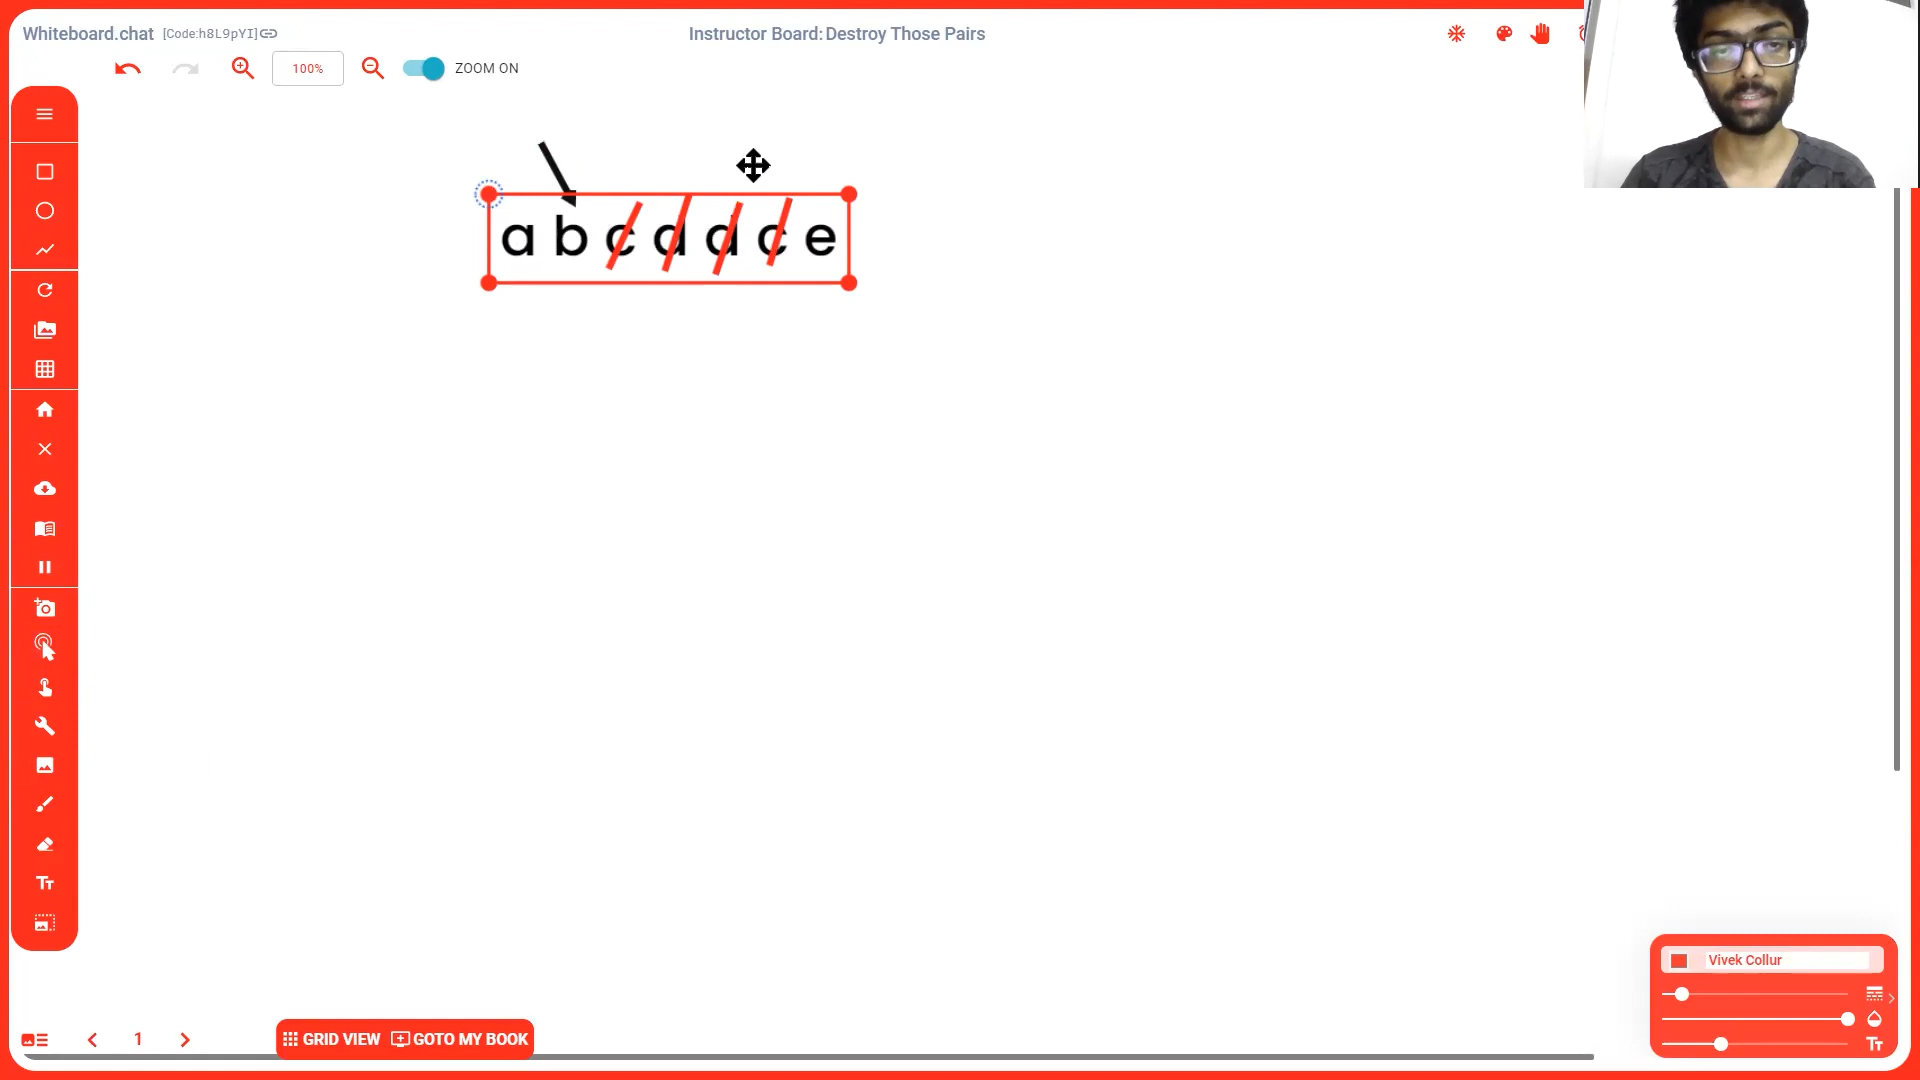 Whiteboard.chat [Code:h8L9pYI]
Instructor Board: Destroy Those Pairs
100%
ZOOM ON
a b c d d c e
Vivek Collur
1
GRID VIEW
GOTO MY BOOK